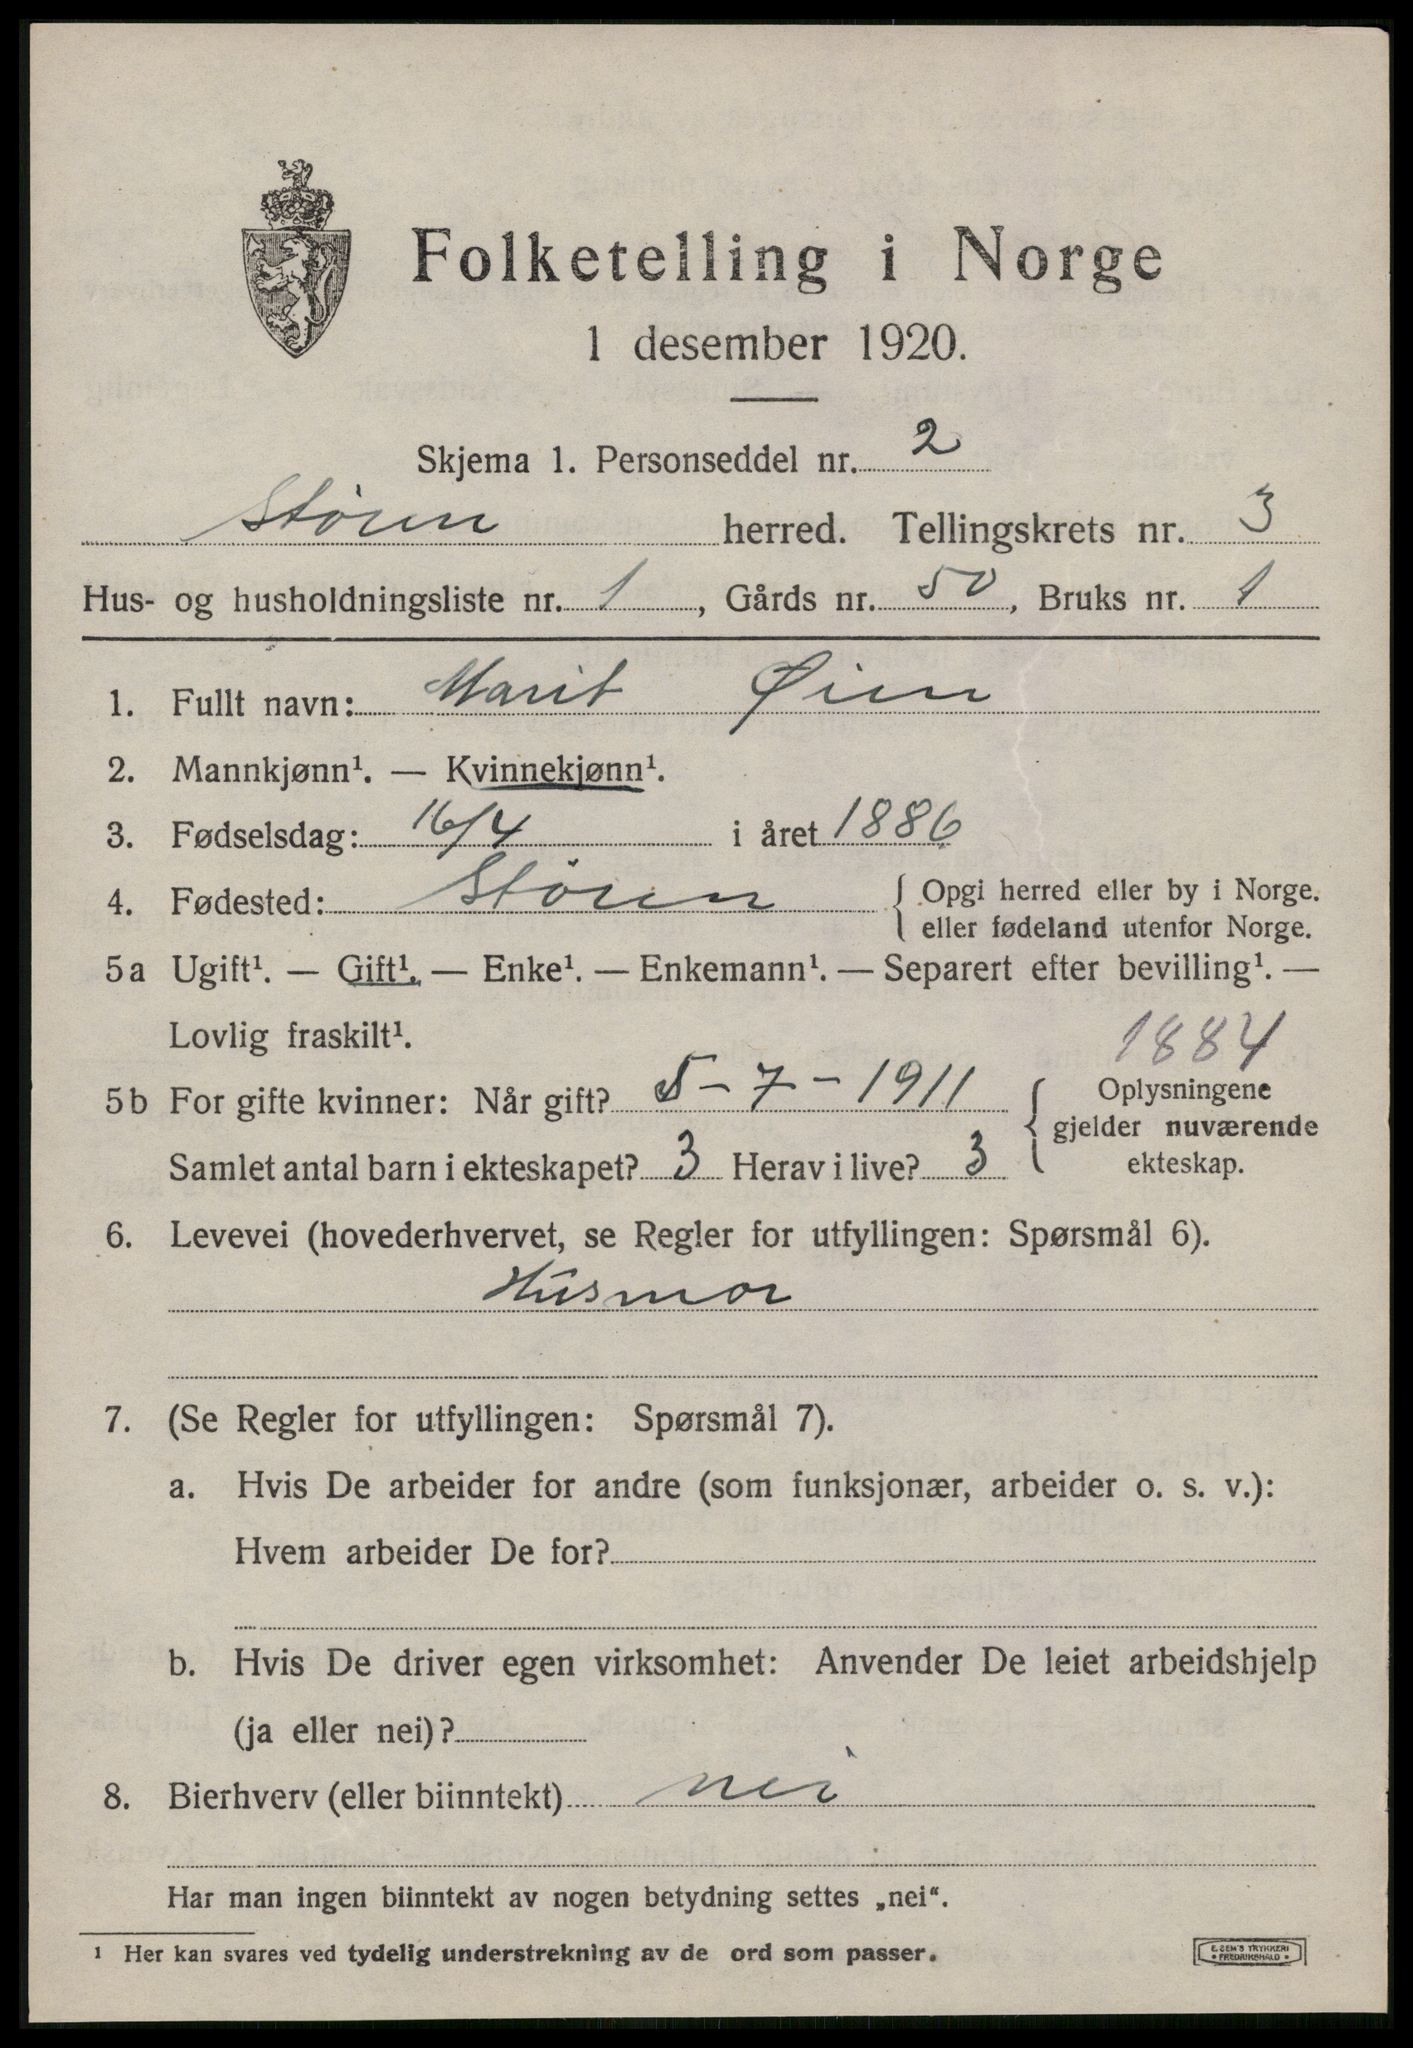 Folketelling i Norge
1 desember 1920.
Skjema 1. Personseddel nr. 2
Støren herred. Tellingskrets nr. 3
Hus- og husholdningsliste nr. 1, Gårds nr. 50, Bruks nr. 1
1. Fullt navn: Marit Øien
2. Mannkjønn¹. — Kvinnekjønn¹.
3. Fødselsdag: 16/4 i året 1886
4. Fødested: Støren { Opgi herred eller by i Norge.
eller fødeland utenfor Norge.
5a Ugift¹. — Gift¹. — Enke¹. — Enkemann¹. — Separert efter bevilling¹. —
Lovlig fraskilt¹.
1884
5b For gifte kvinner: Når gift? 5-7-1911 { Oplysningene
gjelder nuværende
Samlet antal barn i ekteskapet? 3 Herav i live? 3 ekteskap.
6. Levevei (hovederhvervet, se Regler for utfyllingen: Spørsmål 6).
Husmor
7. (Se Regler for utfyllingen: Spørsmål 7).
a. Hvis De arbeider for andre (som funksjonær, arbeider o. s. v.):
Hvem arbeider De for?
b. Hvis De driver egen virksomhet: Anvender De leiet arbeidshjelp
(ja eller nei)?
8. Bierhverv (eller biinntekt) nei
Har man ingen biinntekt av nogen betydning settes „nei“.
1 Her kan svares ved tydelig understrekning av de ord som passer.
E. SEM'S TRYKKERI
• FREDRIKSHALD •